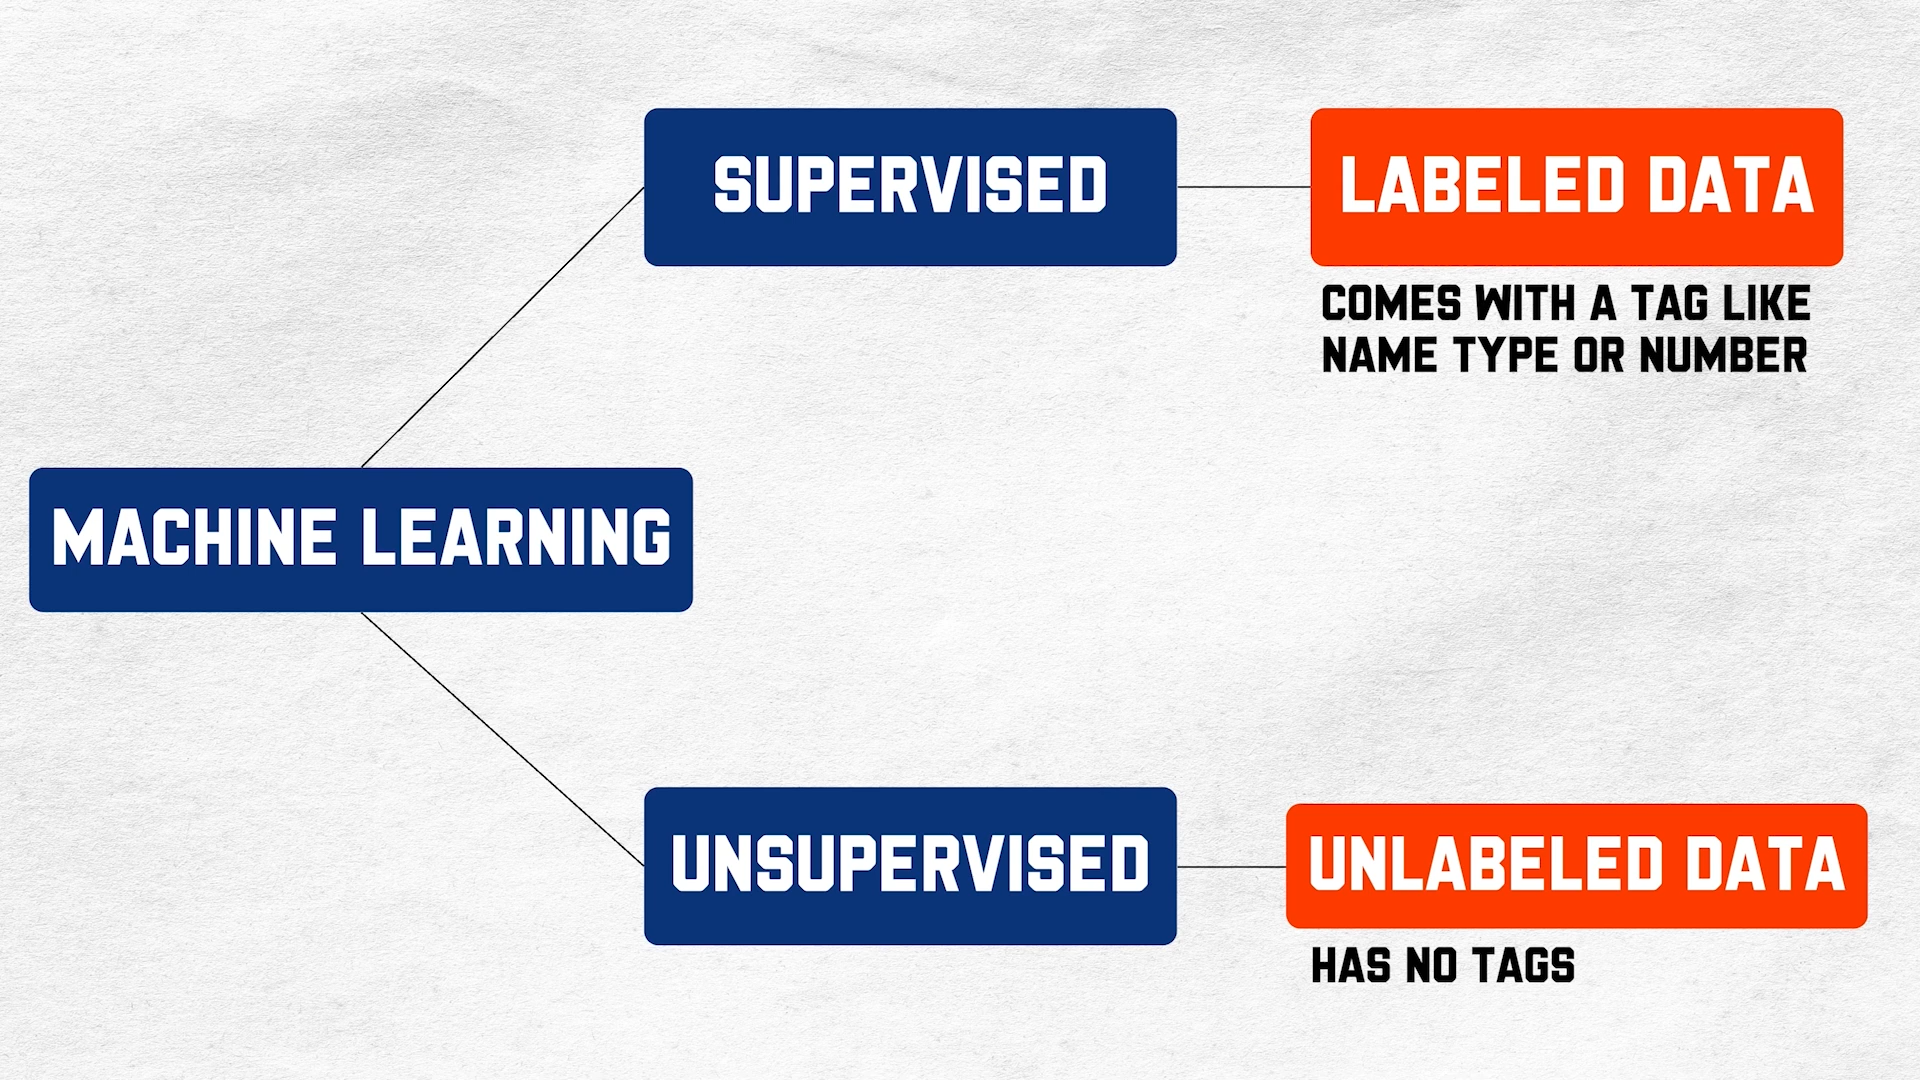 SUPERVISED
LABELED DATA
COMES WITH A TAG LIKE
NAME TYPE OR NUMBER
MACHINE LEARNING
UNSUPERVISED
UNLABELED DATA
HAS NO TAGS